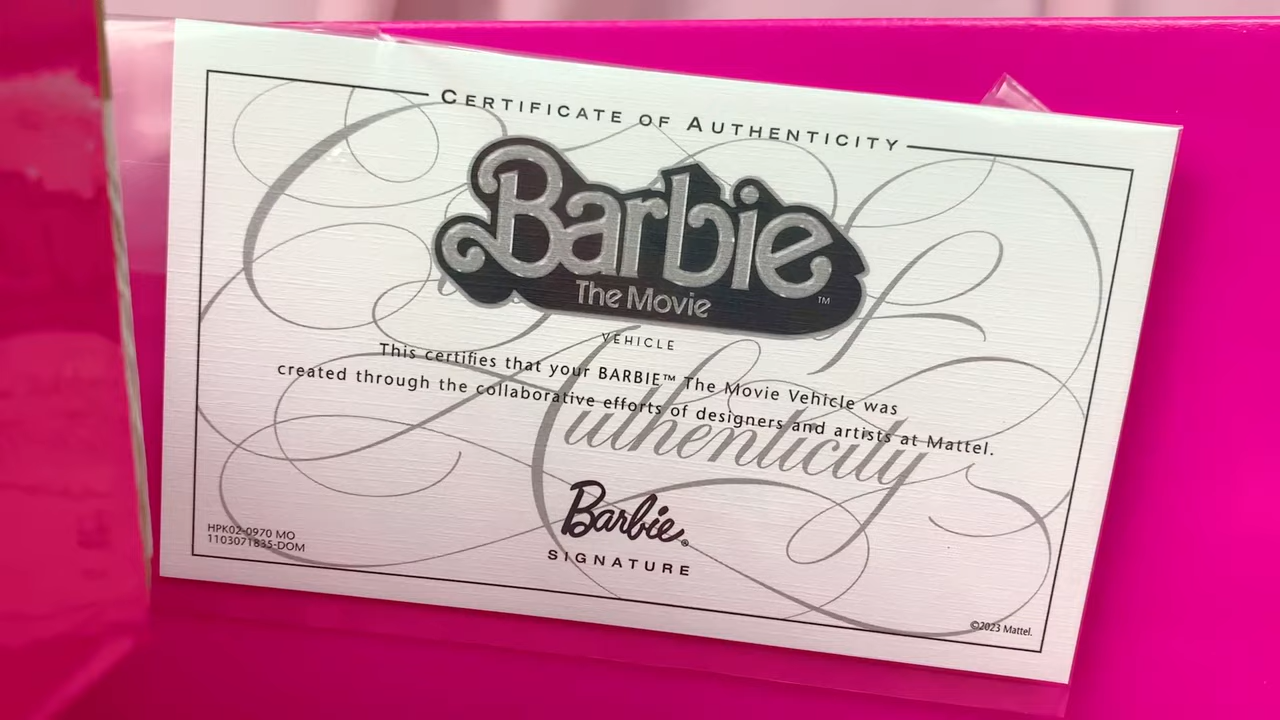 CERTIFICATE OF AUTHENTICITY
Barbie
The Movie
™
VEHICLE
This certifies that your BARBIE™ The Movie Vehicle was
created through the collaborative efforts of designers and artists at Mattel.
Authenticity
Barbie®
SIGNATURE
HPK02-0970 MO
1103071835-DOM
©2023 Mattel.